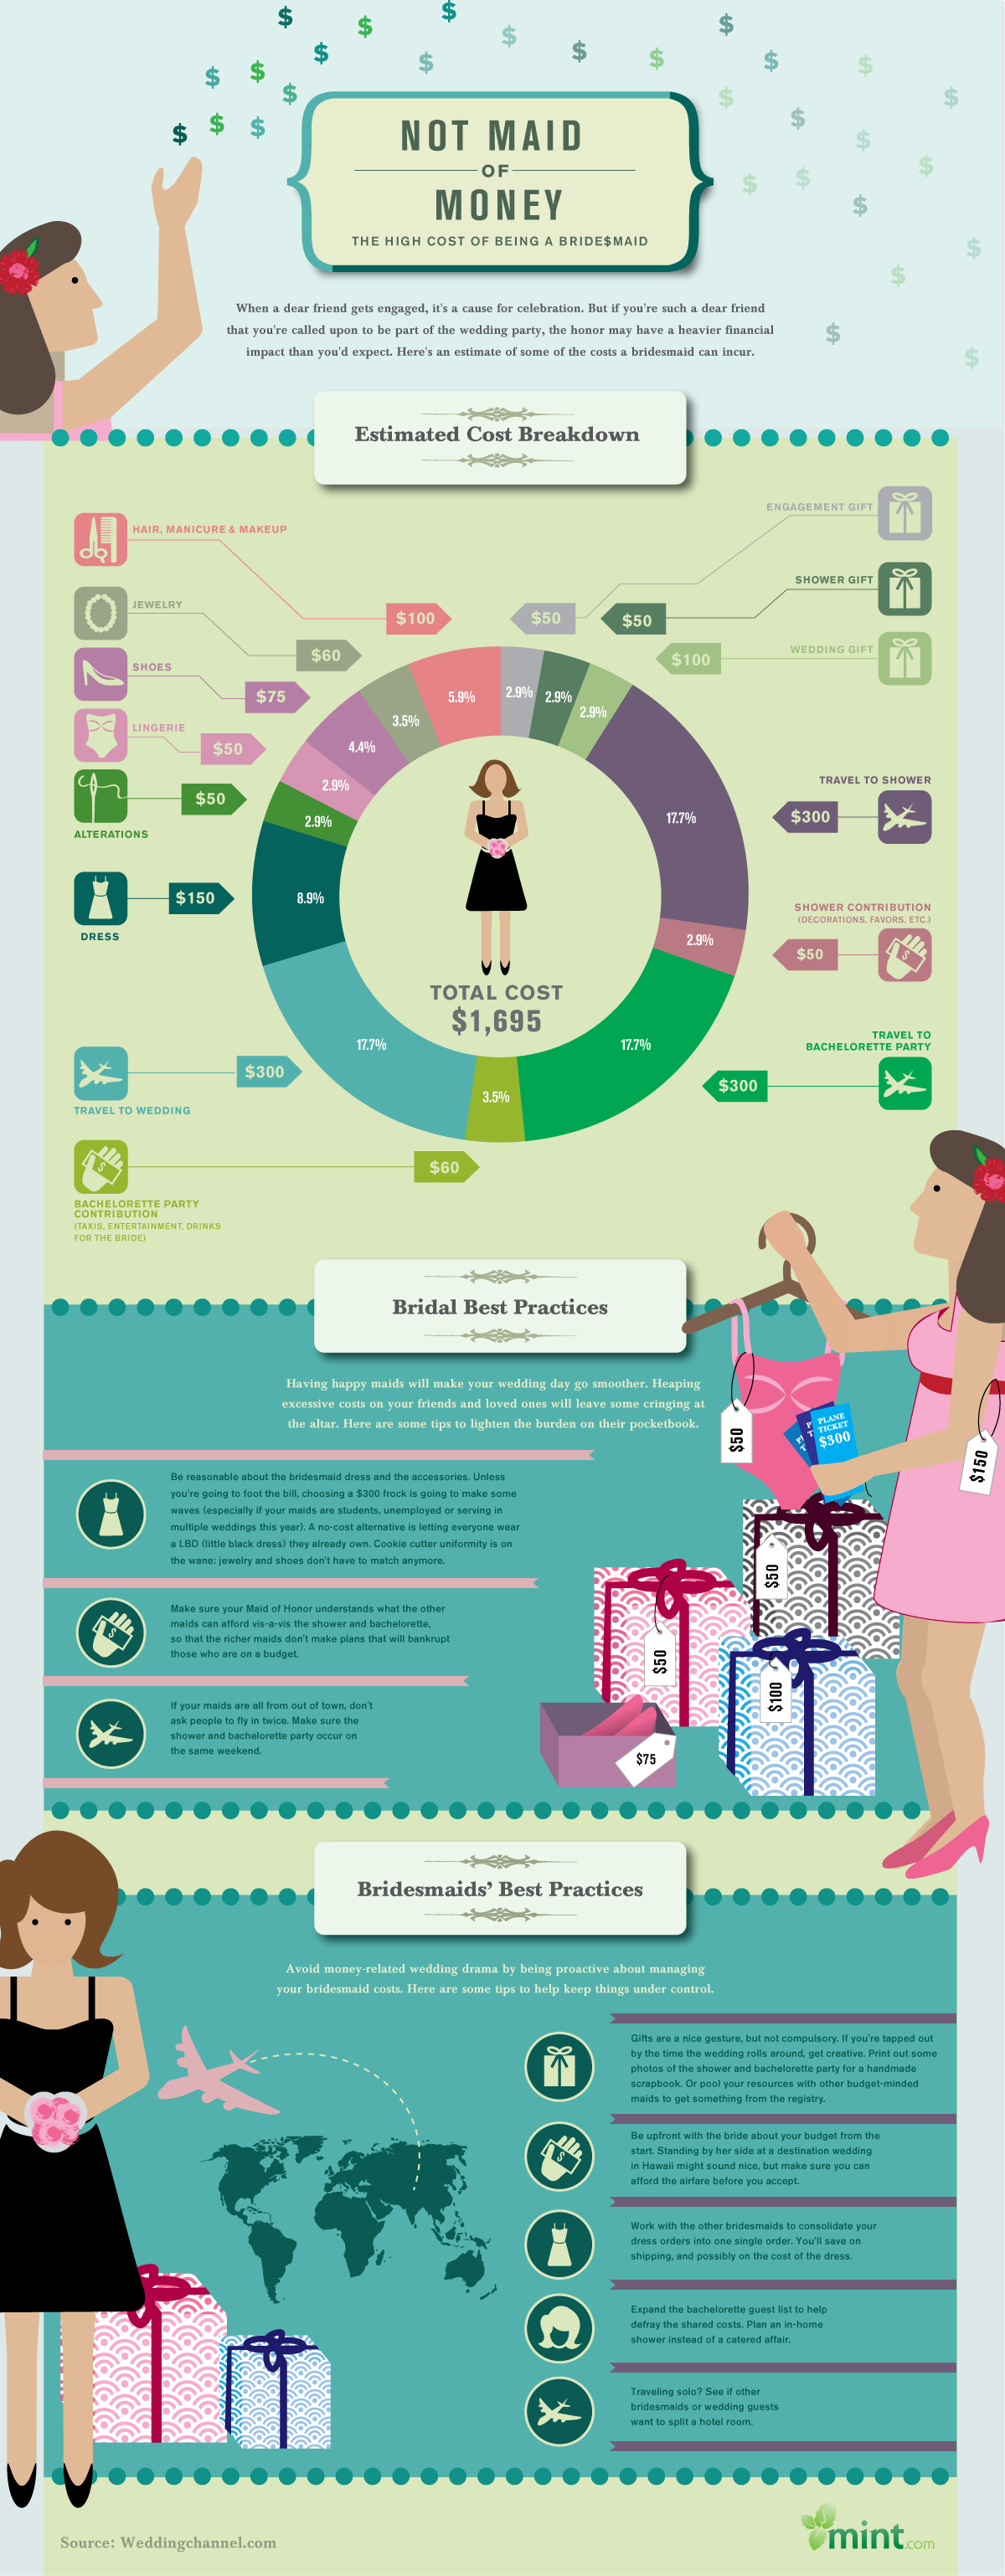 NOT MAID
OF
MONEY
THE HIGH COST OF BEING A BRIDE$MAID
When a dear friend gets engaged, it's a cause for celebration. But if you're such a dear friend
that you're called upon to be part of the wedding party, the honor may have a heavier financial
impact than you'd expect. Here's an estimate of some of the costs a bridesmaid can incur.
Estimated Cost Breakdown
HAIR, MANICURE & MAKEUP
$100
JEWELRY
$60
SHOES
$75
LINGERIE
$50
$50
ALTERATIONS
$150
DRESS
$300
TRAVEL TO WEDDING
$60
BACHELORETTE PARTY
CONTRIBUTION
(TAXIS, ENTERTAINMENT, DRINKS
FOR THE BRIDE)
ENGAGEMENT GIFT
$50
SHOWER GIFT
$50
WEDDING GIFT
$100
TRAVEL TO SHOWER
$300
SHOWER CONTRIBUTION
(DECORATIONS, FAVORS, ETC.)
$50
TRAVEL TO
BACHELORETTE PARTY
$300
5.9%
2.9%
2.9%
2.9%
17.7%
2.9%
17.7%
3.5%
17.7%
8.9%
2.9%
2.9%
4.4%
3.5%
TOTAL COST
$1,695
Bridal Best Practices
Having happy maids will make your wedding day go smoother. Heaping
excessive costs on your friends and loved ones will leave some cringing at
the altar. Here are some tips to lighten the burden on their pocketbook.
Be reasonable about the bridesmaid dress and the accessories. Unless
you're going to foot the bill, choosing a $300 frock is going to make some
waves (especially if your maids are students, unemployed or serving in
multiple weddings this year). A no-cost alternative is letting everyone wear
a LBD (little black dress) they already own. Cookie cutter uniformity is on
the wane: jewelry and shoes don't have to match anymore.
Make sure your Maid of Honor understands what the other
maids can afford vis-a-vis the shower and bachelorette,
so that the richer maids don't make plans that will bankrupt
those who are on a budget.
If your maids are all from out of town, don't
ask people to fly in twice. Make sure the
shower and bachelorette party occur on
the same weekend.
$50
PLANE
TICKET
$300
$150
$50
$50
$100
$75
Bridesmaids' Best Practices
Avoid money-related wedding drama by being proactive about managing
your bridesmaid costs. Here are some tips to help keep things under control.
Gifts are a nice gesture, but not compulsory. If you're tapped out
by the time the wedding rolls around, get creative. Print out some
photos of the shower and bachelorette party for a handmade
scrapbook. Or pool your resources with other budget-minded
maids to get something from the registry.
Be upfront with the bride about your budget from the
start. Standing by her side at a destination wedding
in Hawaii might sound nice, but make sure you can
afford the airfare before you accept.
Work with the other bridesmaids to consolidate your
dress orders into one single order. You'll save on
shipping, and possibly on the cost of the dress.
Expand the bachelorette guest list to help
defray the shared costs. Plan an in-home
shower instead of a catered affair.
Traveling solo? See if other
bridesmaids or wedding guests
want to split a hotel room.
Source: Weddingchannel.com
mint.com